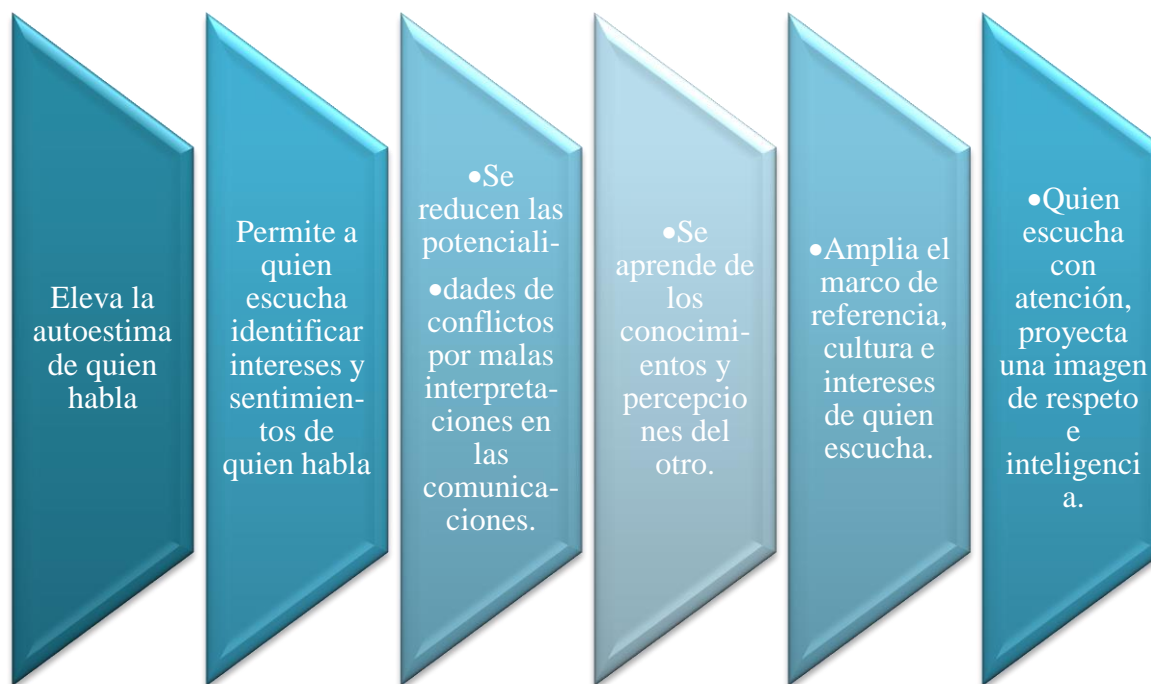 Eleva la
autoestima
de quien
habla
Permite a
quien
escucha
identificar
intereses y
sentimien-
tos de
quien habla
•Se
reducen las
potenciali-
•dades de
conflictos
por malas
interpreta-
ciones en
las
comunica-
ciones.
•Se
aprende de
los
conocimi-
entos y
percepcio
nes del
otro.
•Amplia el
marco de
referencia,
cultura e
intereses
de quien
escucha.
•Quien
escucha
con
atención,
proyecta
una imagen
de respeto
e
inteligenci
a.